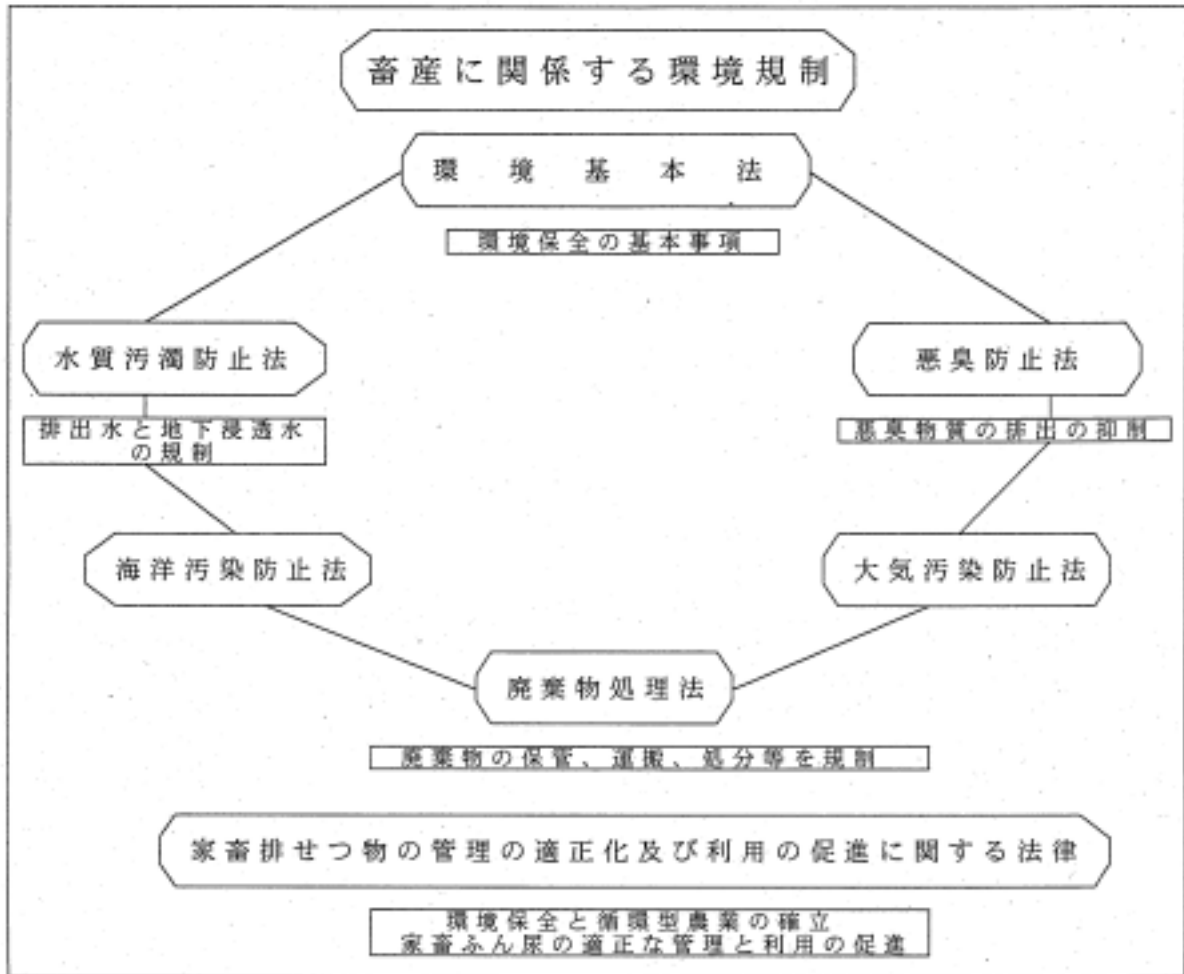 畜産に関係する環境規制
環境基本法
環境保全の基本事項
水質汚濁防止法
悪臭防止法
排出水と地下浸透水
の規制
悪臭物質の排出の抑制
海洋汚染防止法
大気汚染防止法
廃棄物処理法
廃棄物の保管、運搬、処分等を規制
家畜排せつ物の管理の適正化及び利用の促進に関する法律
環境保全と循環型農業の確立
家畜ふん尿の適正な管理と利用の促進